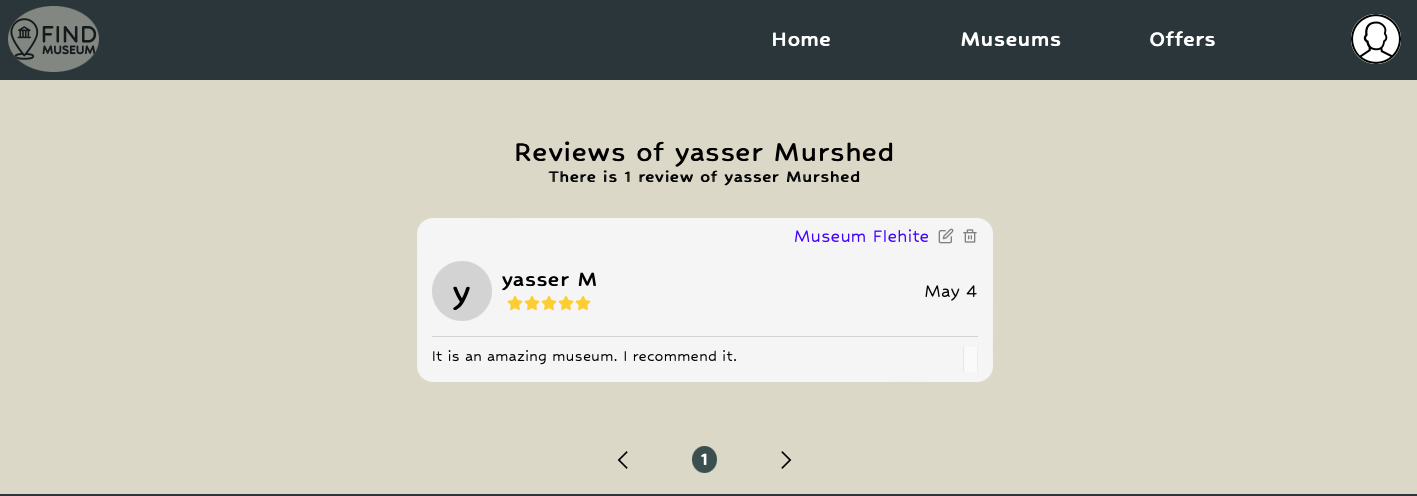 FIND
MUSEUM
Home Museums Offers
Reviews of yasser Murshed
There is 1 review of yasser Murshed
Museum Flehite
y
yasser M
May 4
It is an amazing museum. I recommend it.
1